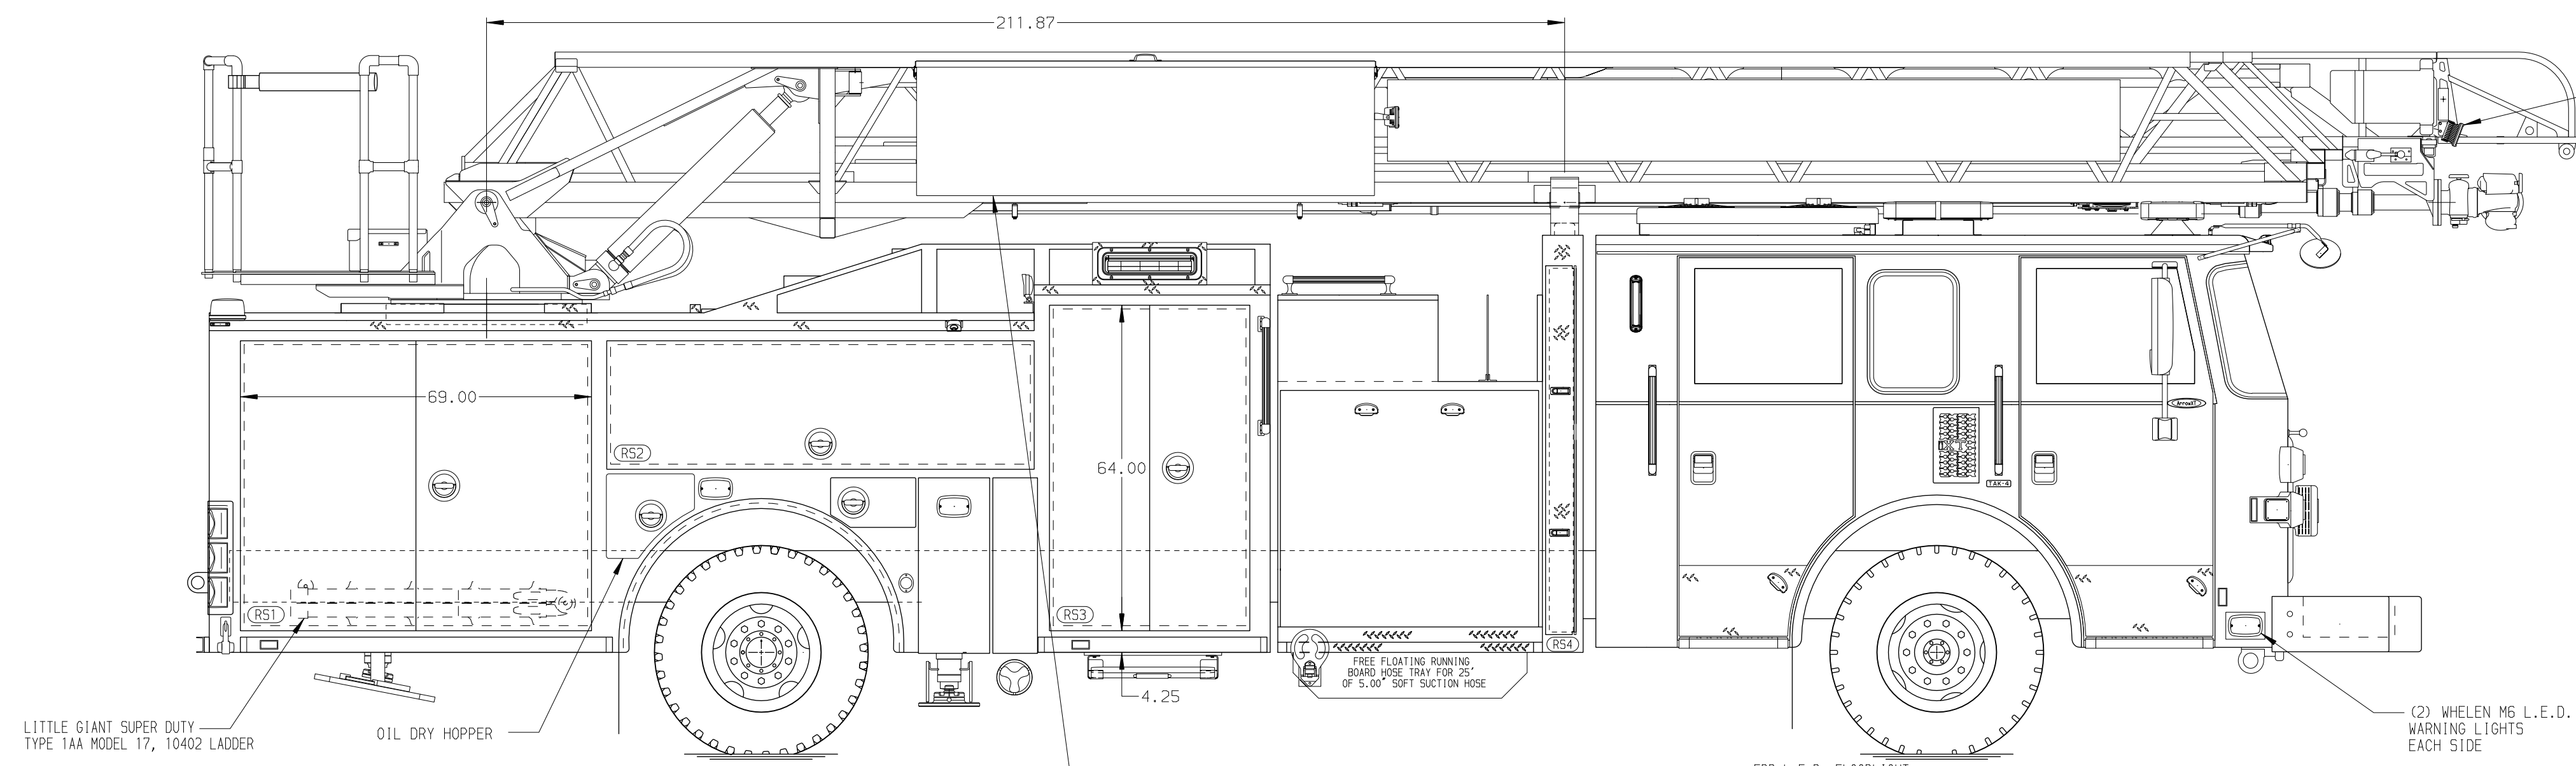 211.87
ArrowXT
69.00
RS2
64.00
TAK-4
RS1
RS3
RS4
FREE FLOATING RUNNING
BOARD HOSE TRAY FOR 25'
OF 5.00" SOFT SUCTION HOSE
4.25
LITTLE GIANT SUPER DUTY
TYPE 1AA MODEL 17, 10402 LADDER
OIL DRY HOPPER
(2) WHELEN M6 L.E.D.
WARNING LIGHTS
EACH SIDE